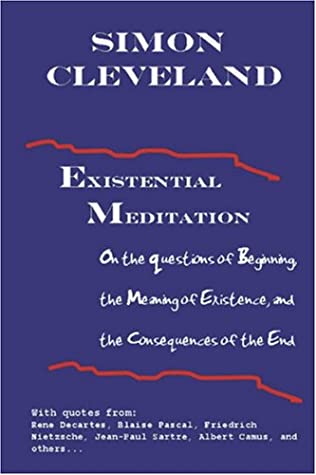 SIMON
CLEVELAND
EXISTENTIAL
MEDITATION
On the questions of Beginning,
the Meaning of Existence, and
the Consequences of the End
With quotes from:
Rene Decartes, Blaise Pascal, Friedrich
Nietzsche, Jean-Paul Sartre, Albert Camus, and
others...